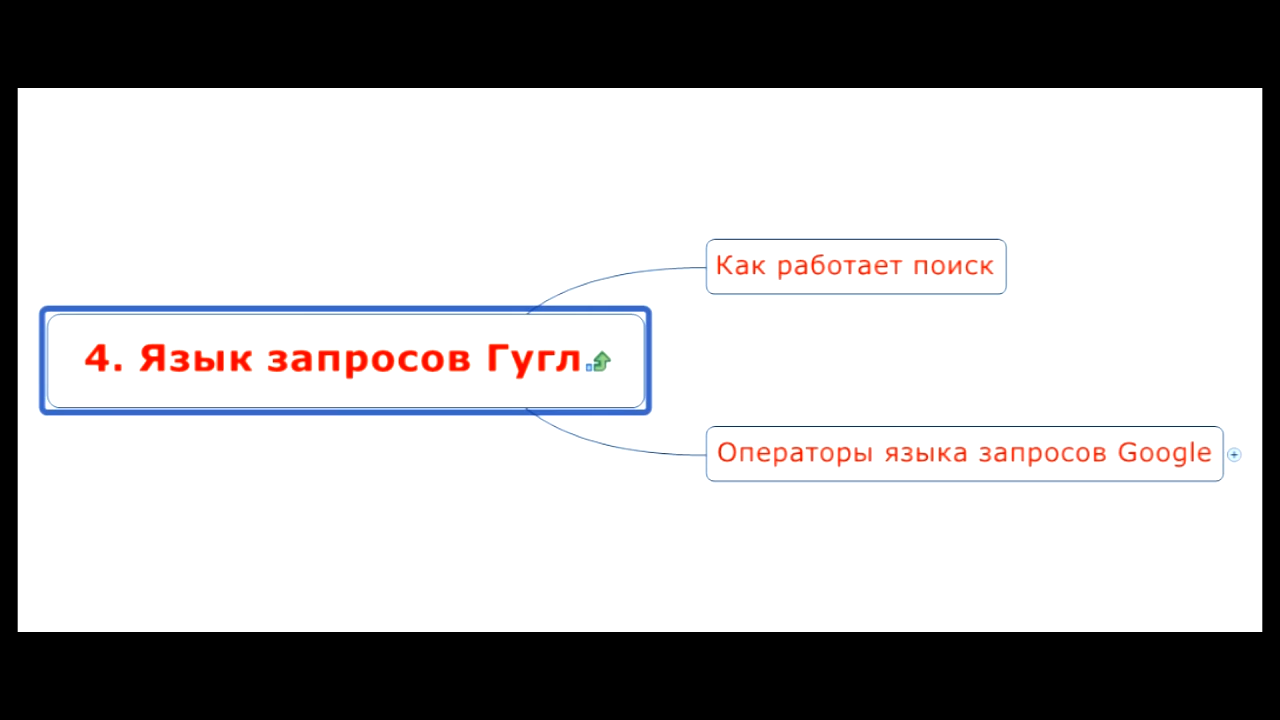 Как работает поиск
4. Язык запросов Гугл.
Операторы языка запросов Google